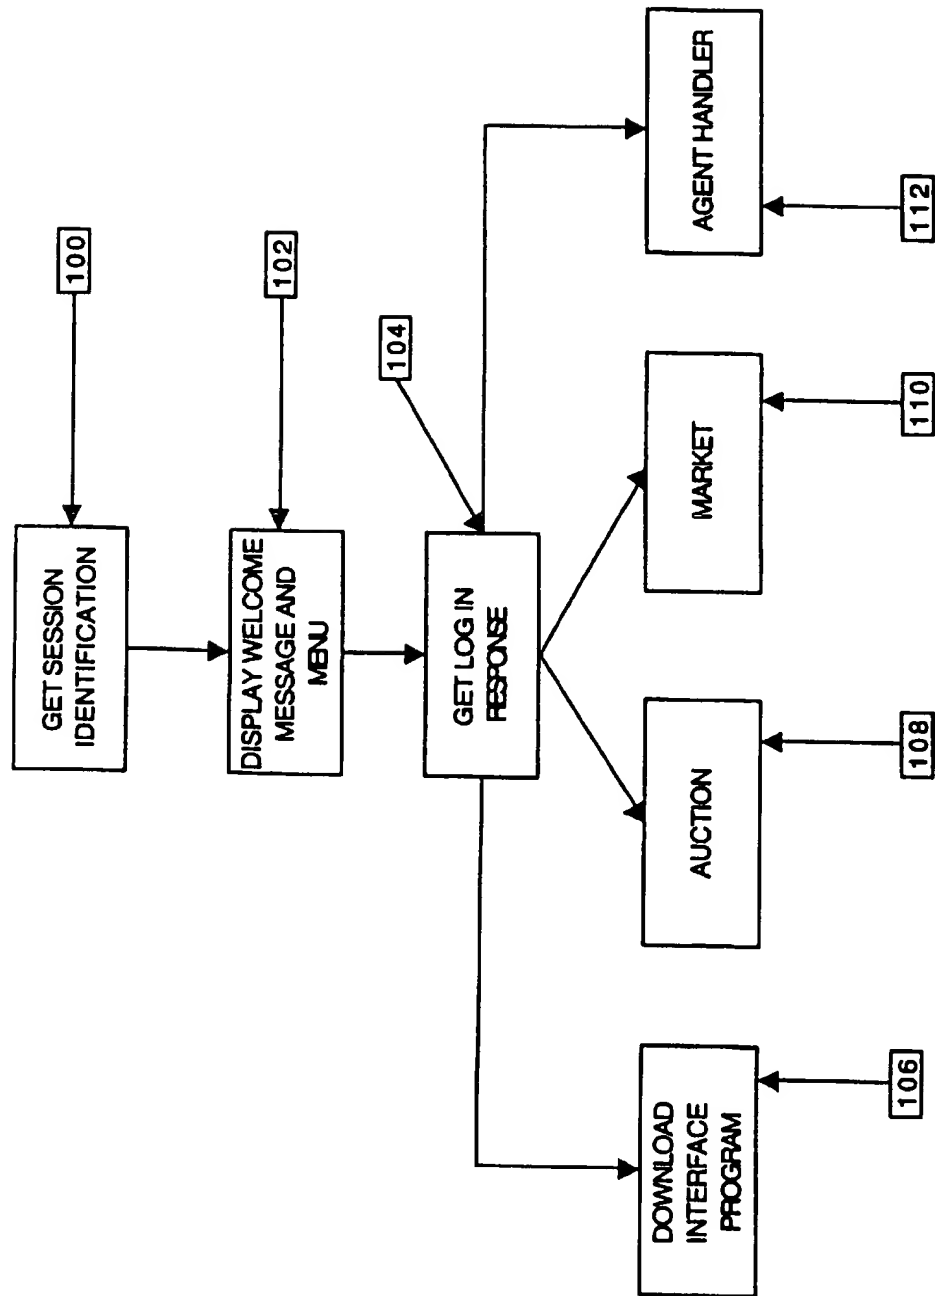 GET SESSION
IDENTIFICATION
100
DISPLAY WELCOME
MESSAGE AND
MENU
102
GET LOG IN
RESPONSE
104
DOWNLOAD
INTERFACE
PROGRAM
106
AUCTION
108
MARKET
110
AGENT HANDLER
112